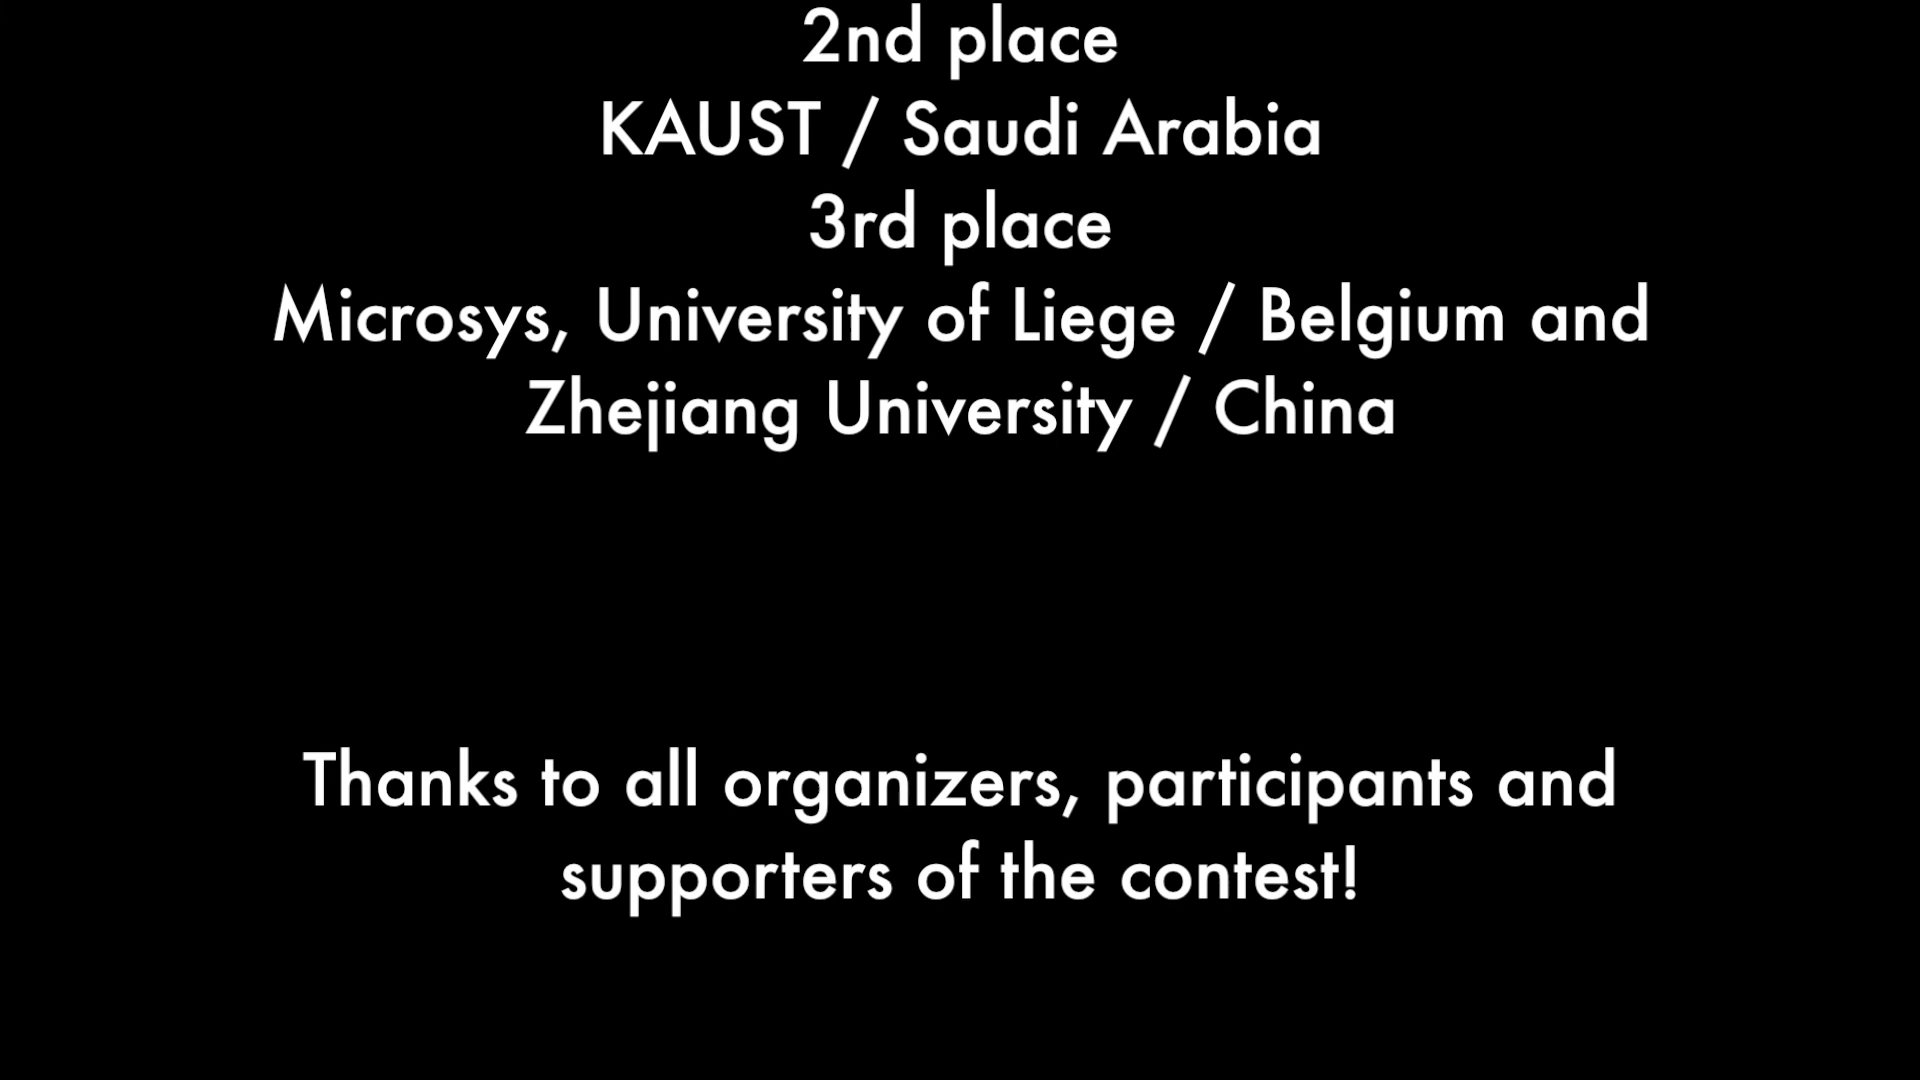 2nd place
KAUST / Saudi Arabia
3rd place
Microsys, University of Liege / Belgium and
Zhejiang University / China
Thanks to all organizers, participants and
supporters of the contest!